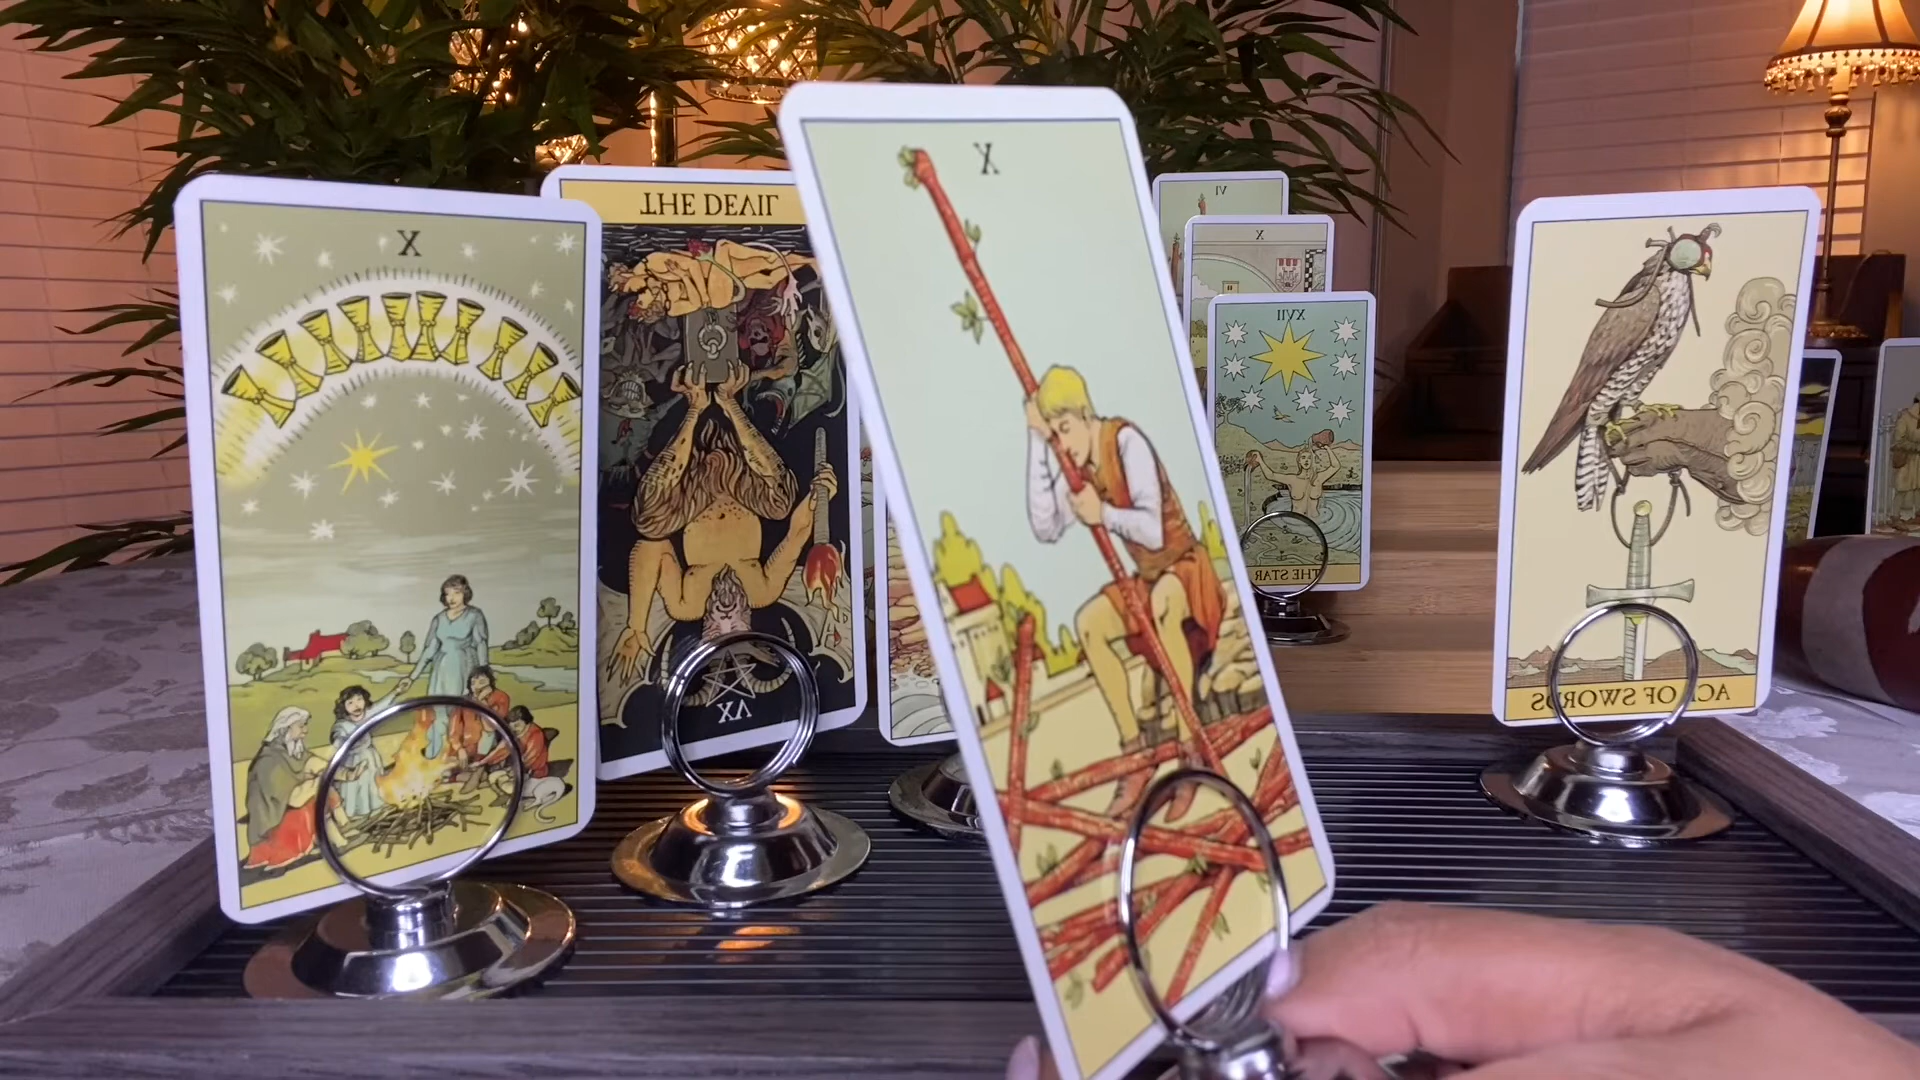 X
THE DEVIL
XV
X
VI
X
XVII
THE STAR
ACE OF SWORDS